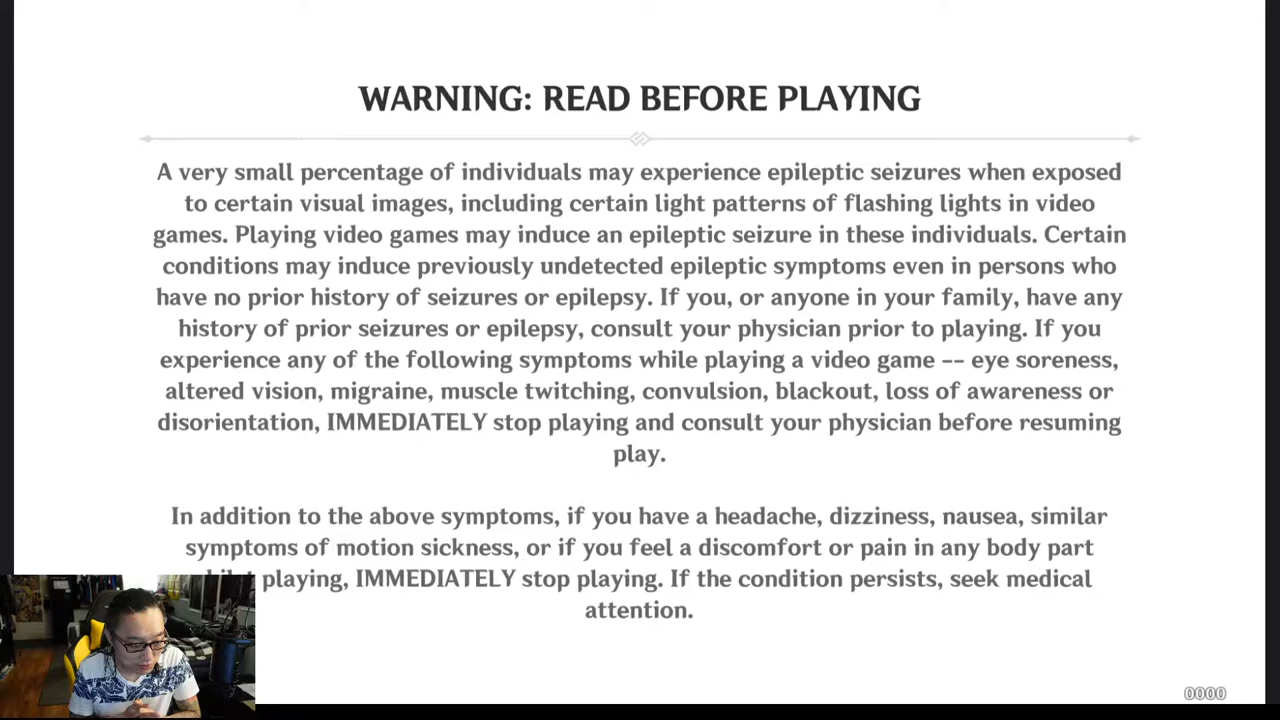 WARNING: READ BEFORE PLAYING
A very small percentage of individuals may experience epileptic seizures when exposed
to certain visual images, including certain light patterns of flashing lights in video
games. Playing video games may induce an epileptic seizure in these individuals. Certain
conditions may induce previously undetected epileptic symptoms even in persons who
have no prior history of seizures or epilepsy. If you, or anyone in your family, have any
history of prior seizures or epilepsy, consult your physician prior to playing. If you
experience any of the following symptoms while playing a video game -- eye soreness,
altered vision, migraine, muscle twitching, convulsion, blackout, loss of awareness or
disorientation, IMMEDIATELY stop playing and consult your physician before resuming
play.
In addition to the above symptoms, if you have a headache, dizziness, nausea, similar
symptoms of motion sickness, or if you feel a discomfort or pain in any body part
playing, IMMEDIATELY stop playing. If the condition persists, seek medical
attention.
0000